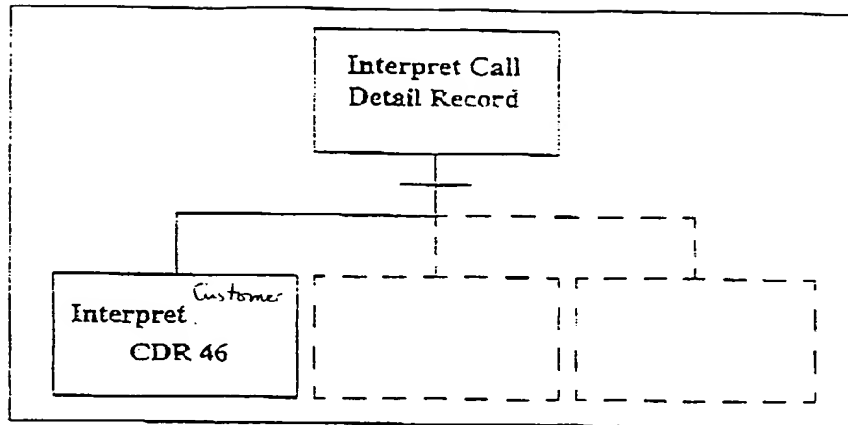 Interpret Call
Detail Record
Customer
Interpret
CDR 46